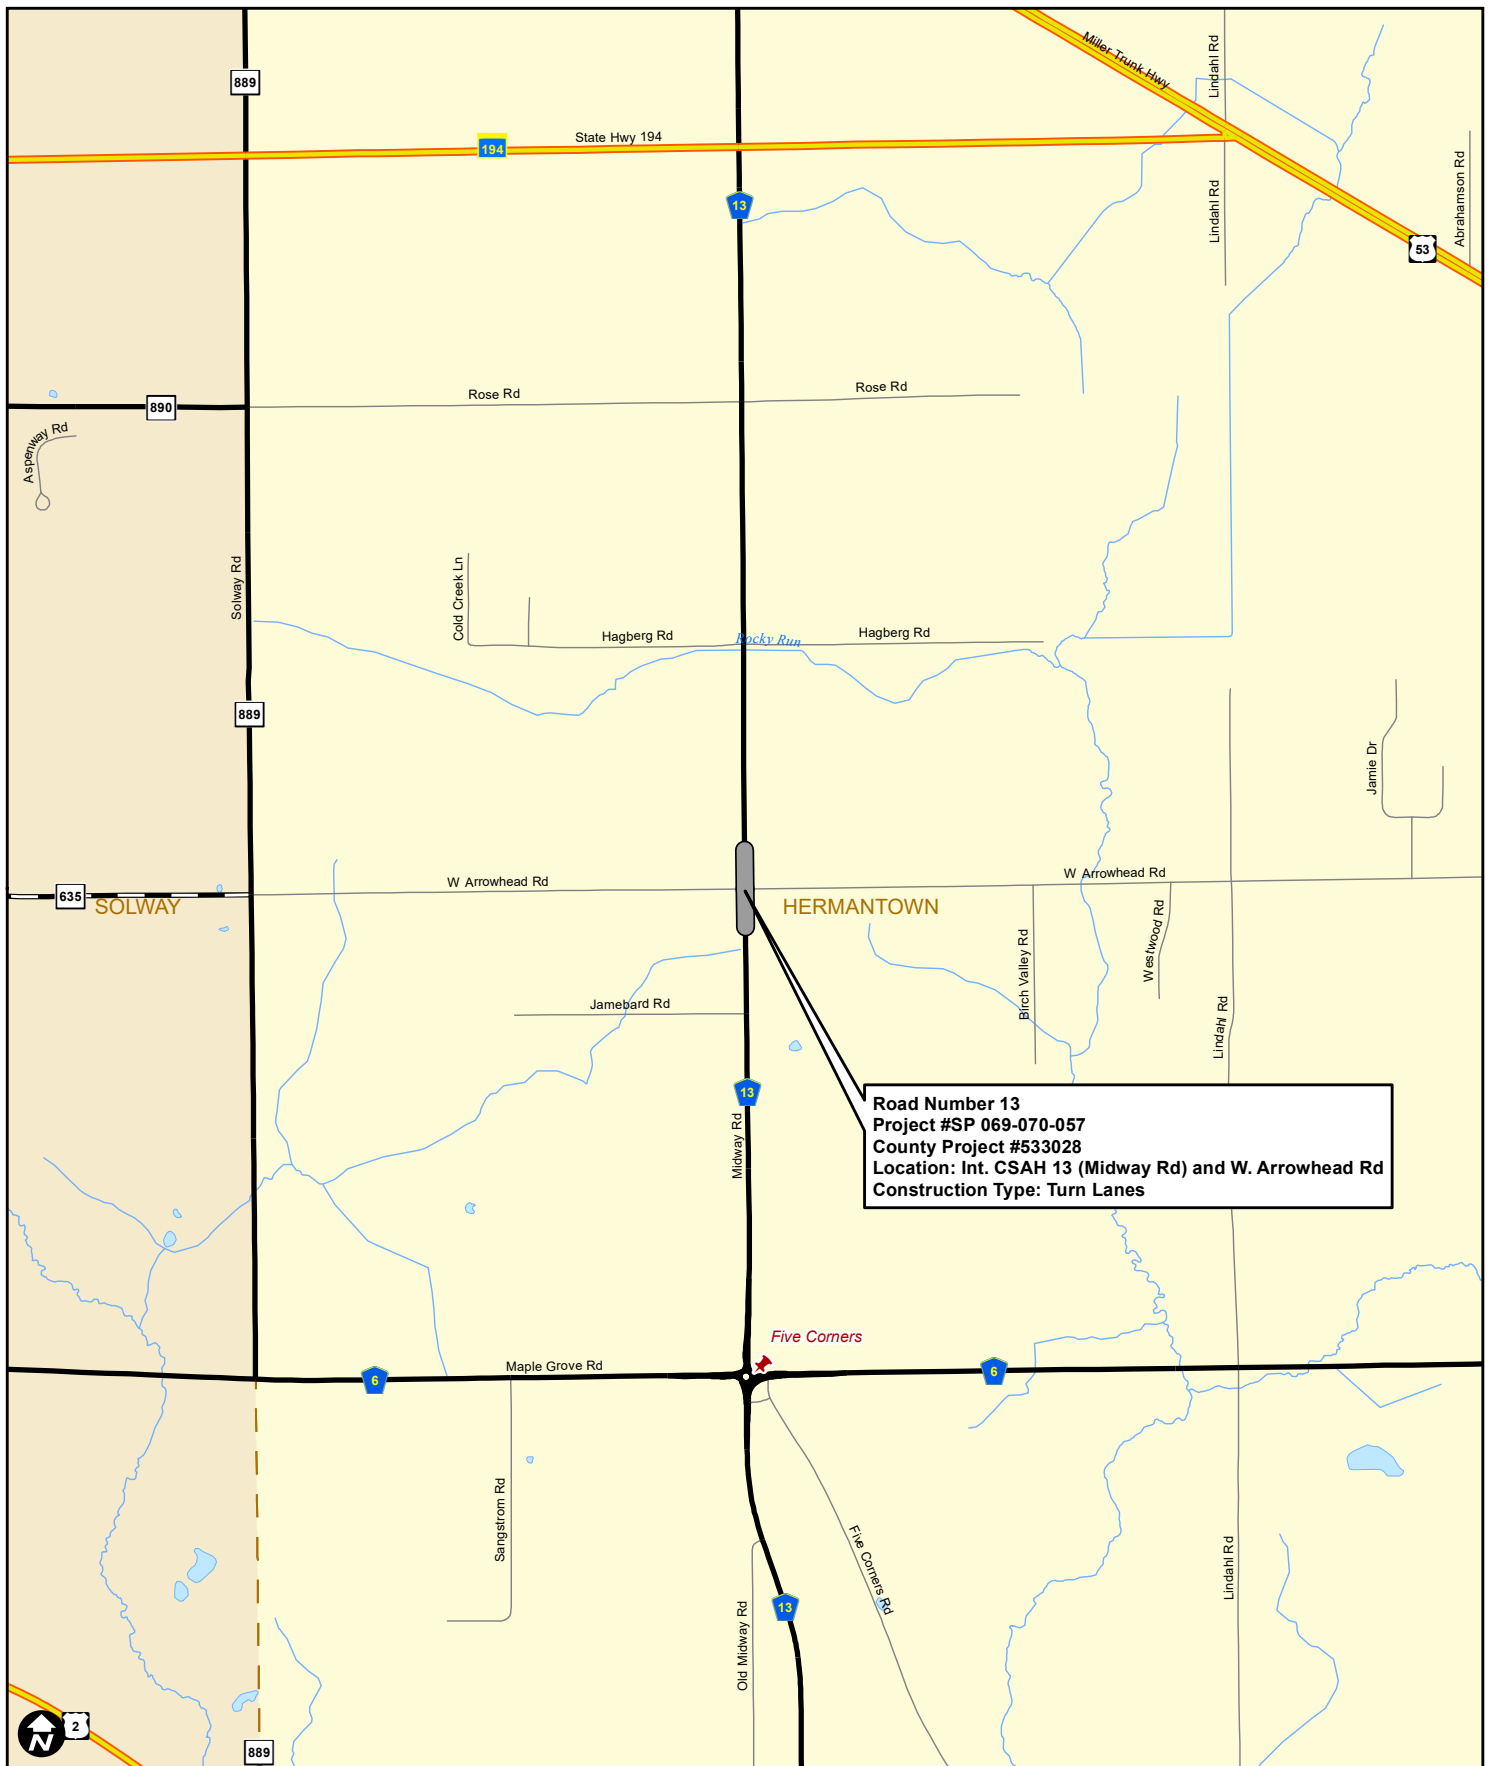 Miller Trunk Hwy
Lindahl Rd
889
State Hwy 194
194
13
Lindahl Rd
Abrahamson Rd
53
Rose Rd
Rose Rd
890
Aspenway Rd
Solway Rd
Cold Creek Ln
Hagberg Rd
Rocky Run
Hagberg Rd
889
Jamie Dr
W Arrowhead Rd
W Arrowhead Rd
635
SOLWAY
HERMANTOWN
Birch Valley Rd
Westwood Rd
Jamebard Rd
Lindahl Rd
13
Midway Rd
Road Number 13
Project #SP 069-070-057
County Project #533028
Location: Int. CSAH 13 (Midway Rd) and W. Arrowhead Rd
Construction Type: Turn Lanes
Five Corners
Maple Grove Rd
6
6
Sangstrom Rd
Five Corners Rd
Lindahl Rd
13
Old Midway Rd
2
N
889